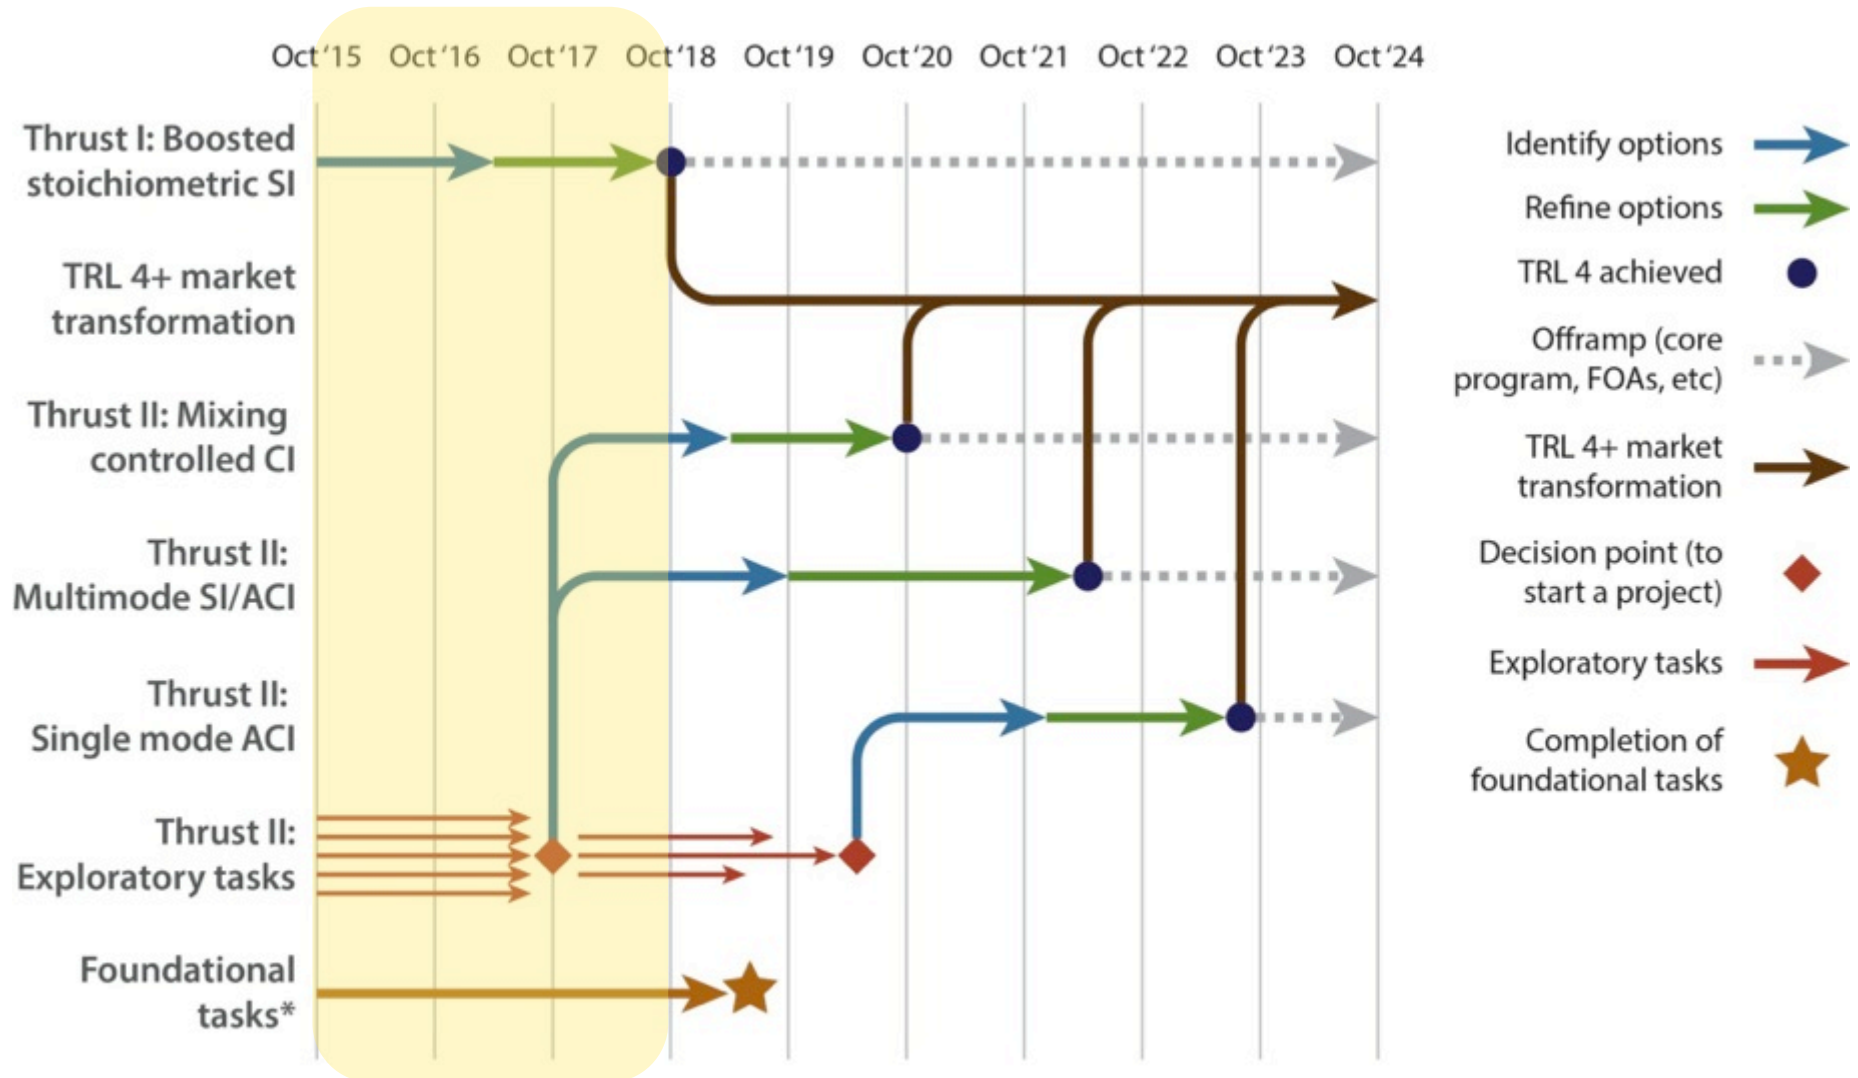 Oct ‘15 Oct ‘16 Oct ‘17 Oct ‘18 Oct ‘19 Oct ‘20 Oct ‘21 Oct ‘22 Oct ‘23 Oct ‘24
Thrust I: Boosted
stoichiometric SI
TRL 4+ market
transformation
Thrust II: Mixing
controlled CI
Thrust II:
Multimode SI/ACI
Thrust II:
Single mode ACI
Thrust II:
Exploratory tasks
Foundational
tasks*
Identify options
Refine options
TRL 4 achieved
Offramp (core
program, FOAs, etc)
TRL 4+ market
transformation
Decision point (to
start a project)
Exploratory tasks
Completion of
foundational tasks